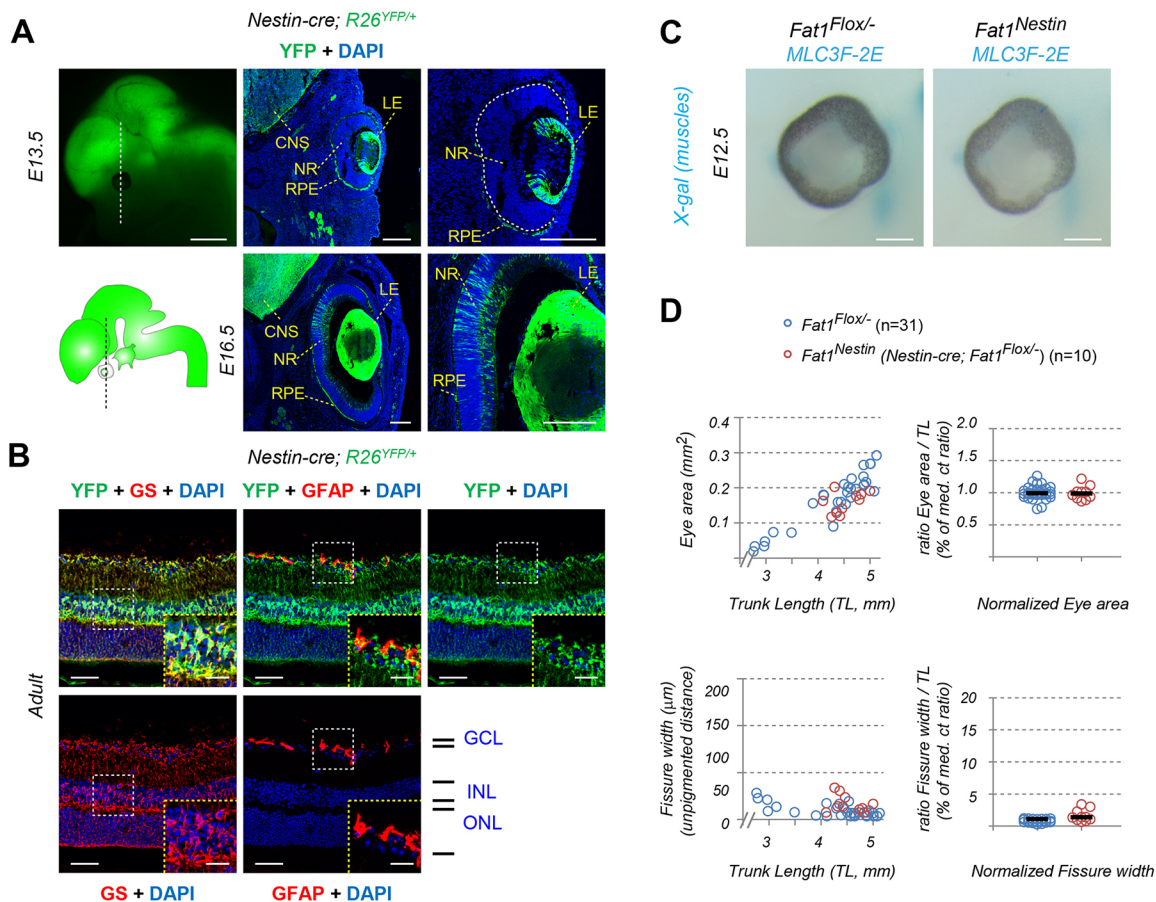 A
Nestin-cre; R26YFP/+
YFP + DAPI
E13.5
CNS
NR
RPE
LE
NR
RPE
LE
E16.5
CNS
NR
RPE
LE
NR
RPE
LE
B
Nestin-cre; R26YFP/+
YFP + GS + DAPI
YFP + GFAP + DAPI
YFP + DAPI
Adult
GCL
INL
ONL
GS + DAPI
GFAP + DAPI
C
Fat1Flox/-
MLC3F-2E
Fat1Nestin
MLC3F-2E
X-gal (muscles)
E12.5
D
Fat1Flox/- (n=31)
Fat1Nestin (Nestin-cre; Fat1Flox/-) (n=10)
Eye area (mm2)
0.4
0.3
0.2
0.1
3
4
5
Trunk Length (TL, mm)
ratio Eye area / TL
(% of med. ct ratio)
2.0
1.5
1.0
0.5
Normalized Eye area
Fissure width (µm)
(unpigmented distance)
200
150
100
50
0
3
4
5
Trunk Length (TL, mm)
ratio Fissure width / TL
(% of med. ct ratio)
20
15
10
5
Normalized Fissure width